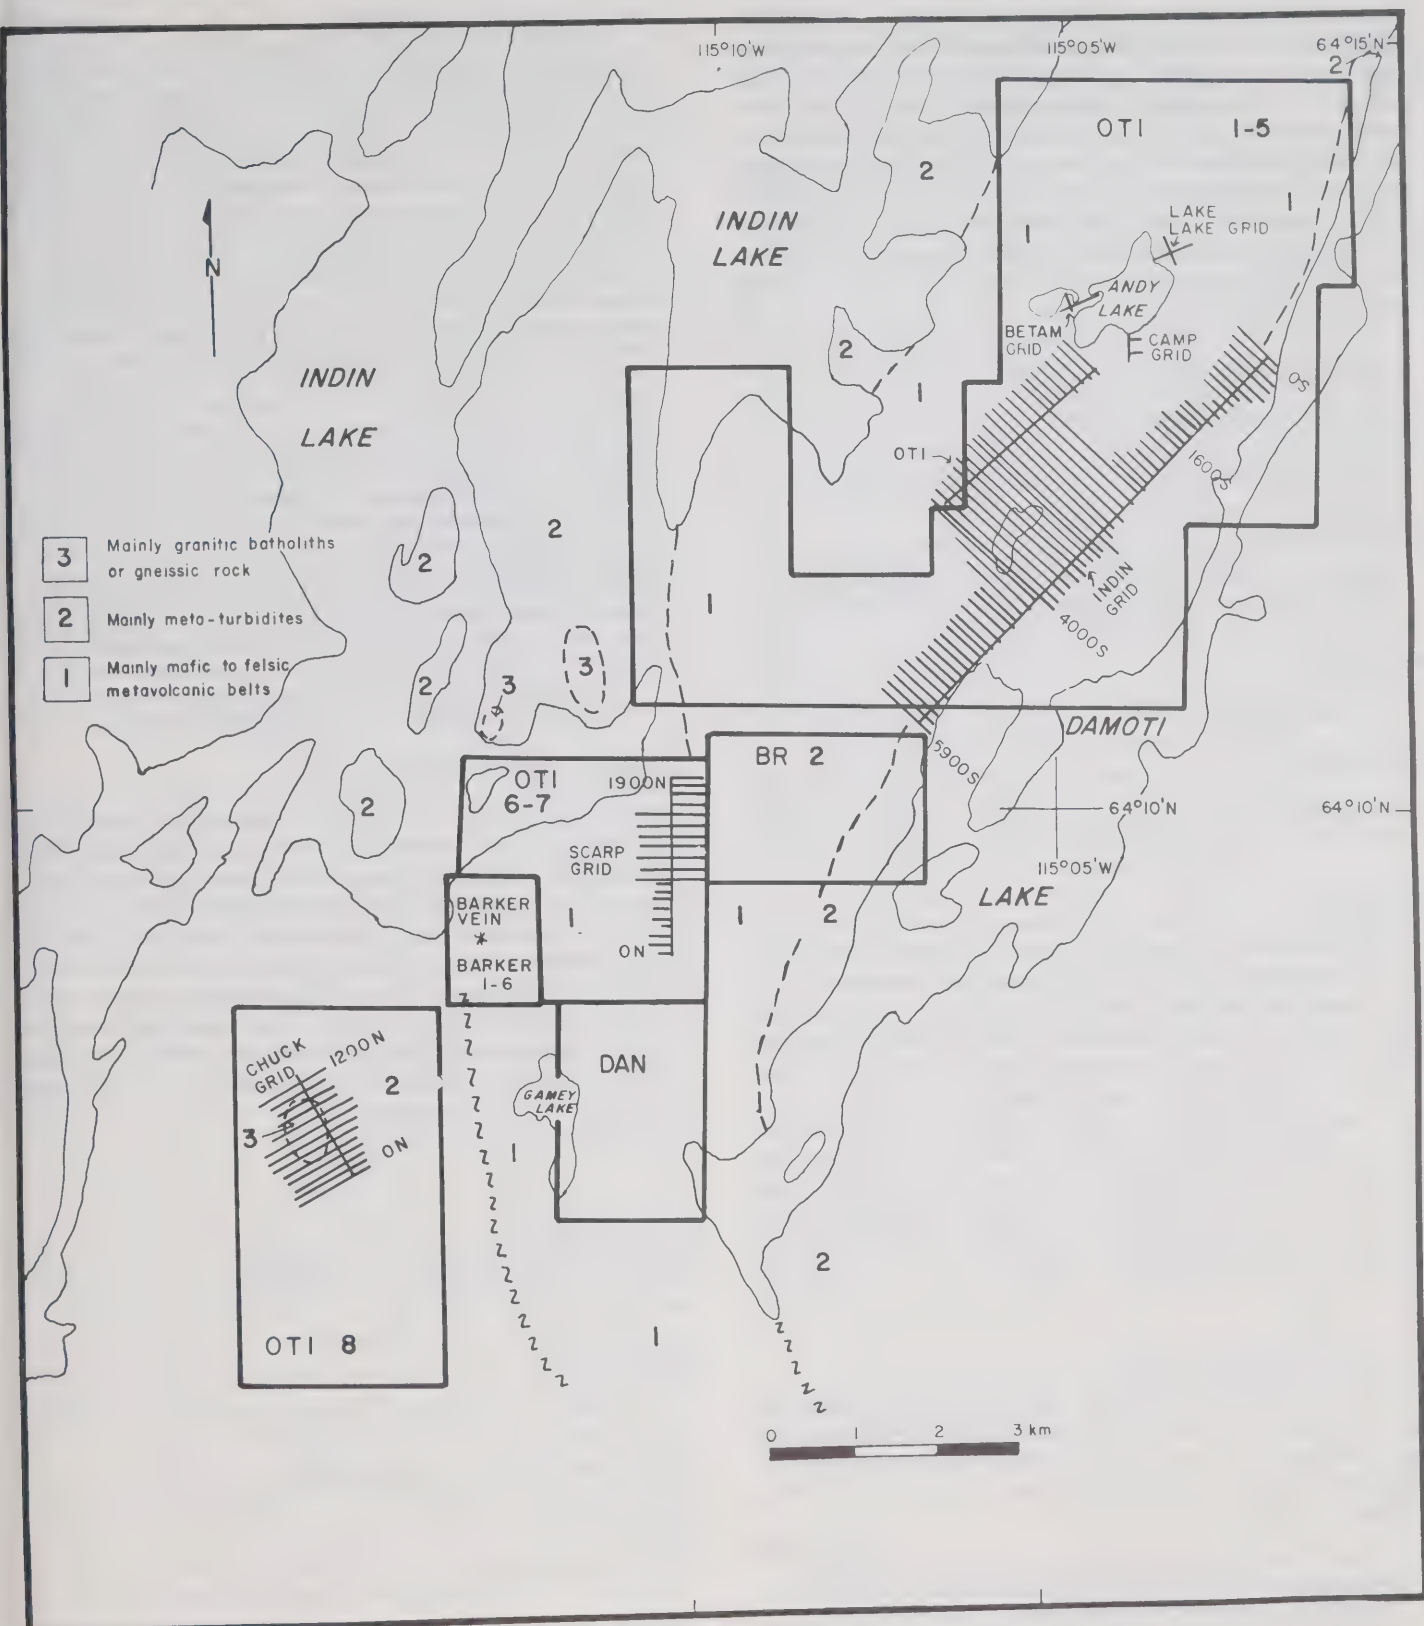 115°10'W
115°05'W
64°15'N
2
OTI 1-5
2
1
INDIN
LAKE
1
LAKE
LAKE GRID
N
ANDY
LAKE
BETAM
GRID
CAMP
GRID
2
INDIN
LAKE
1
OS
OTI
1600S
3 Mainly granitic batholiths
or gneissic rock
2
2
INDIN
GRID
2 Mainly meta-turbidites
1
4000S
1 Mainly mafic to felsic
metavolcanic belts
3
2
3
DAMOTI
5900S
BR 2
OTI
6-7
1900N
2
64°10'N
64°10'N
SCARP
GRID
115°05'W
LAKE
BARKER
VEIN
1
1
2
ON
BARKER
1-6
CHUCK
GRID
1200N
2
DAN
GAMEY
LAKE
3
ON
1
2
OTI 8
1
0 1 2 3 km